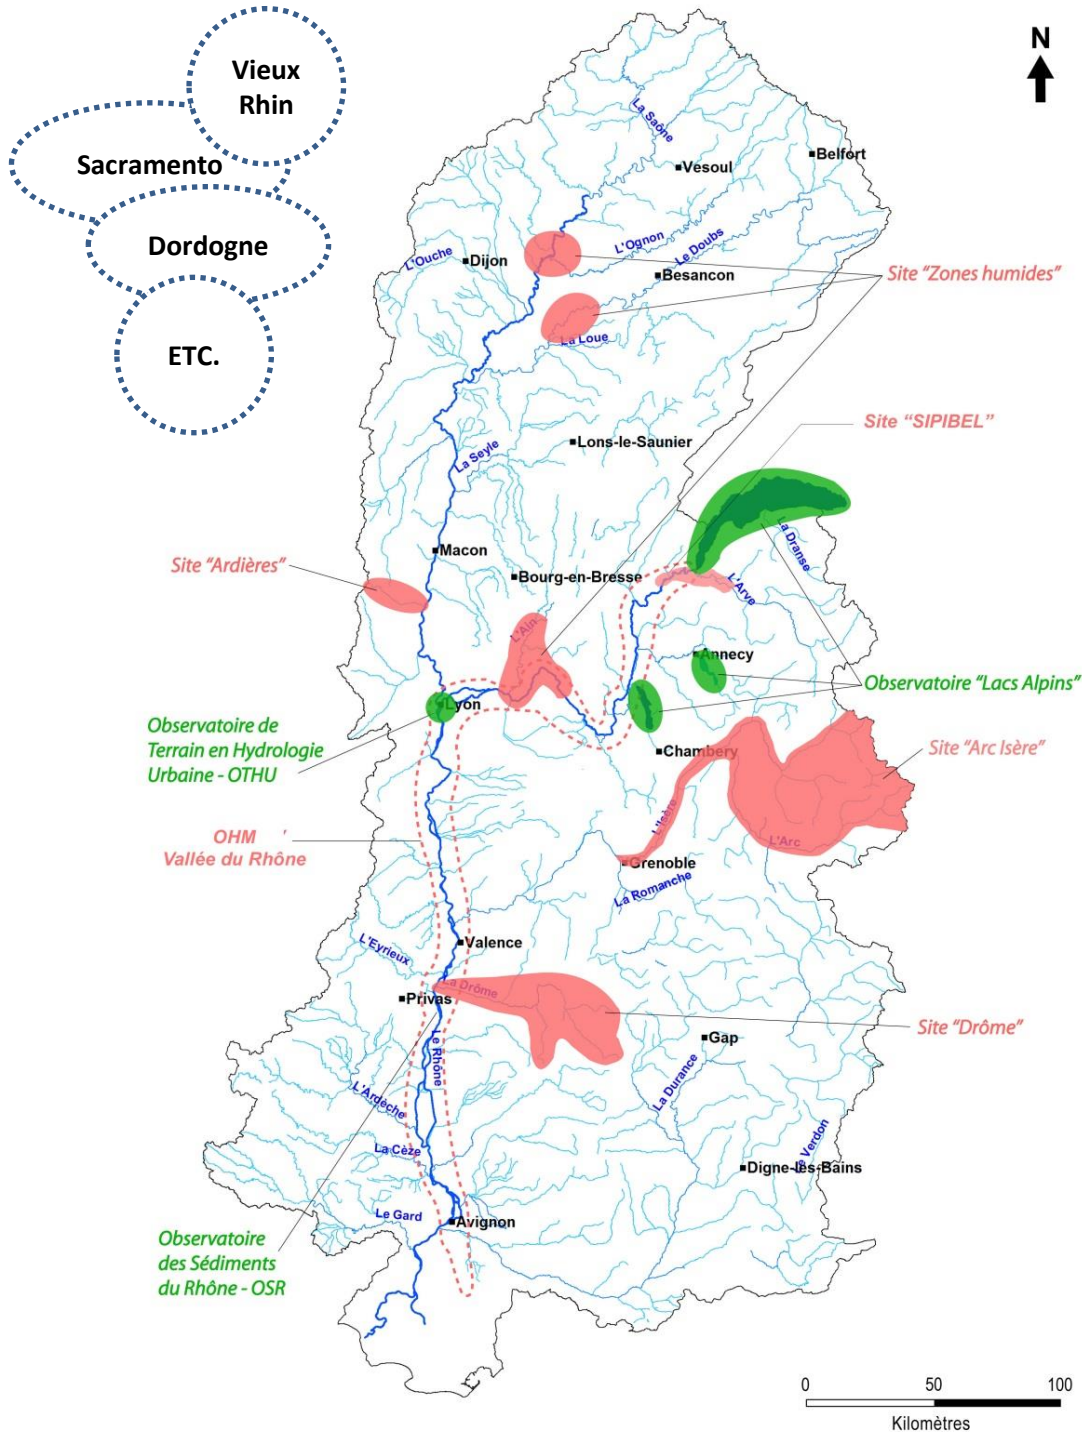 Vieux
Rhin
N
Sacramento
La Saône
Belfort
Vesoul
Dordogne
L'Ognon
Le Doubs
L'Ouche
Dijon
Besancon
Site "Zones humides"
La Loue
ETC.
Site "SIPIBEL"
Lons-le-Saunier
La Seyle
La Dranse
Macon
Site "Ardières"
Bourg-en-Bresse
L'Arve
L'Ain
Annecy
Observatoire "Lacs Alpins"
Lyon
Observatoire de
Terrain en Hydrologie
Urbaine - OTHU
Chambery
Site "Arc Isère"
L'Isère
OHM '
Vallée du Rhône
L'Arc
Grenoble
La Romanche
Valence
L'Eyrieux
La Drôme
Privas
Site "Drôme"
Le Rhône
Gap
La Durance
L'Ardèche
La Cèze
Le Verdon
Digne-les-Bains
Le Gard
Avignon
Observatoire
des Sédiments
du Rhône - OSR
0 50 100
Kilomètres